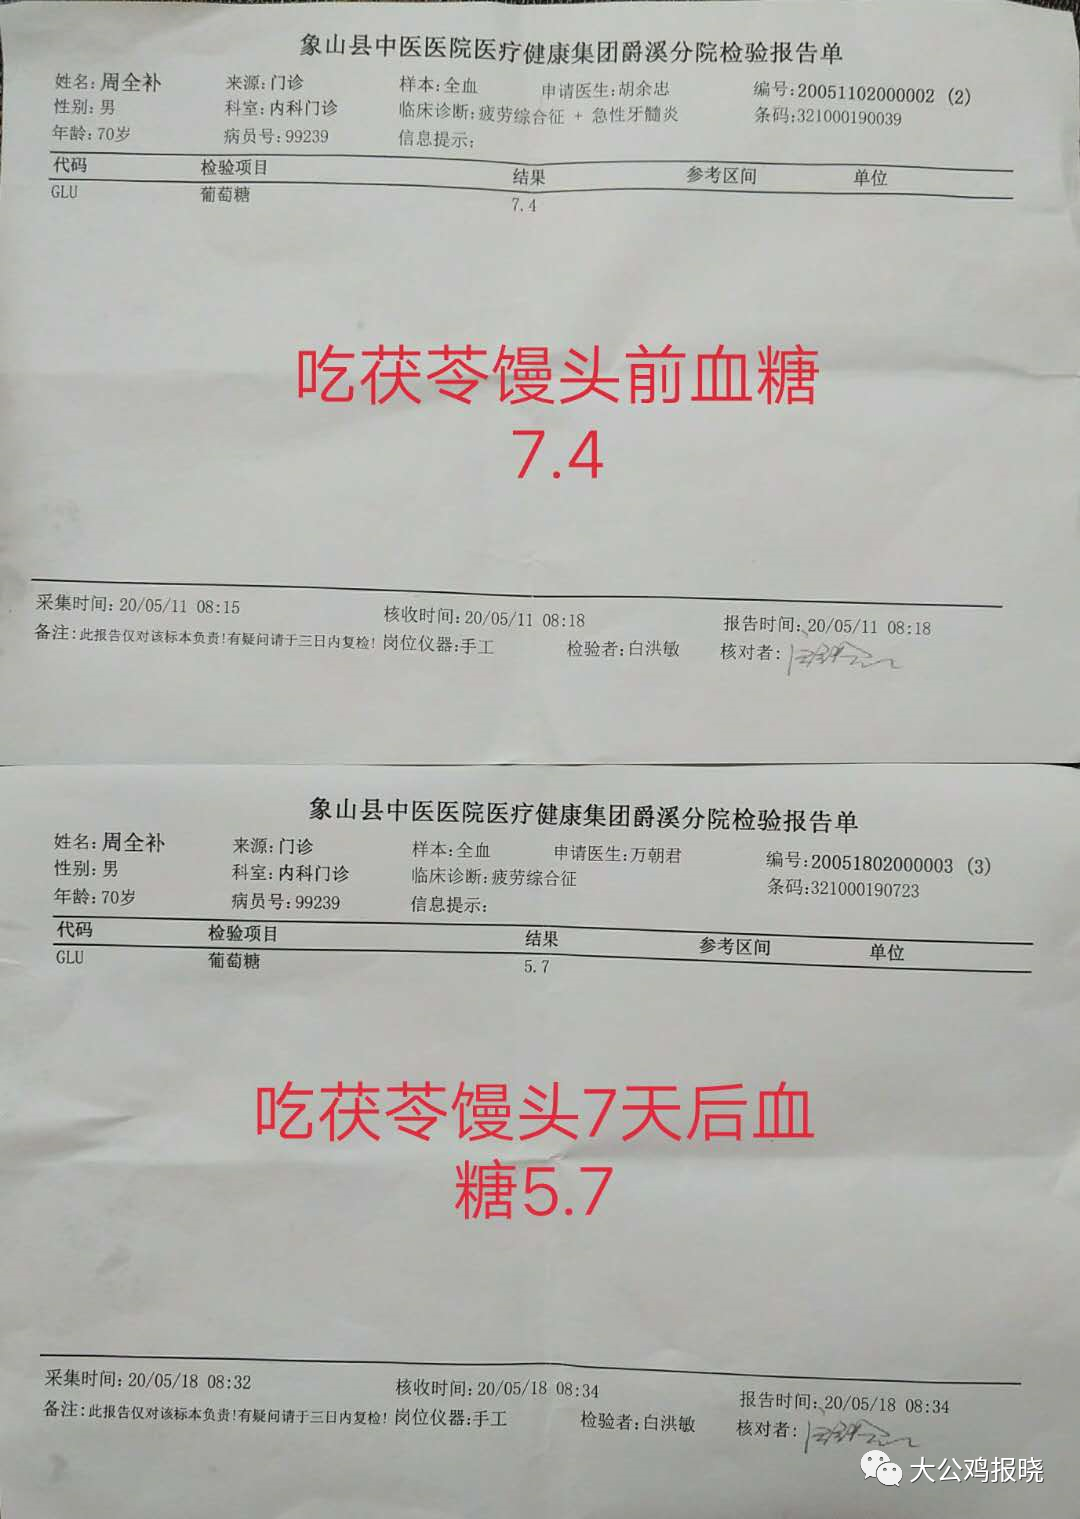 象山县中医医院医疗健康集团爵溪分院检验报告单
姓名:周全补 来源:门诊 样本:全血 申请医生:胡余忠 编号:20051102000002 (2)
性别:男 科室:内科门诊 临床诊断:疲劳综合征 + 急性牙髓炎 条码:321000190039
年龄:70岁 病员号:99239 信息提示:
代码 检验项目 结果 参考区间 单位
GLU 葡萄糖 7.4
吃茯苓馒头前血糖
7.4
采集时间:20/05/11 08:15 核收时间:20/05/11 08:18 报告时间:20/05/11 08:18
备注:此报告仅对该标本负责!有疑问请于三日内复检! 岗位仪器:手工 检验者:白洪敏 核对者:
象山县中医医院医疗健康集团爵溪分院检验报告单
姓名:周全补 来源:门诊 样本:全血 申请医生:万朝君 编号:20051802000003 (3)
性别:男 科室:内科门诊 临床诊断:疲劳综合征 条码:321000190723
年龄:70岁 病员号:99239 信息提示:
代码 检验项目 结果 参考区间 单位
GLU 葡萄糖 5.7
吃茯苓馒头7天后血
糖5.7
采集时间:20/05/18 08:32 核收时间:20/05/18 08:34 报告时间:20/05/18 08:34
备注:此报告仅对该标本负责!有疑问请于三日内复检! 岗位仪器:手工 检验者:白洪敏 核对者:
大公鸡报晓